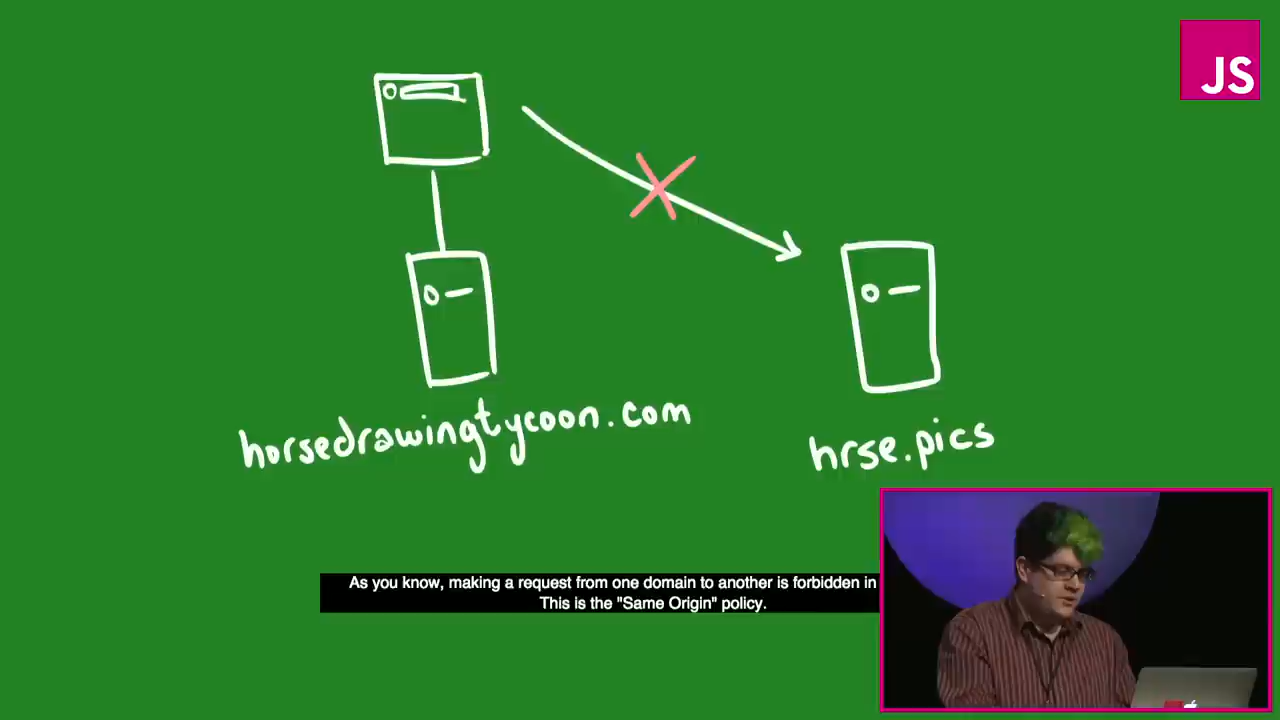 JS
horsedrawingtycoon.com
hrse.pics
As you know, making a request from one domain to another is forbidden in
This is the "Same Origin" policy.